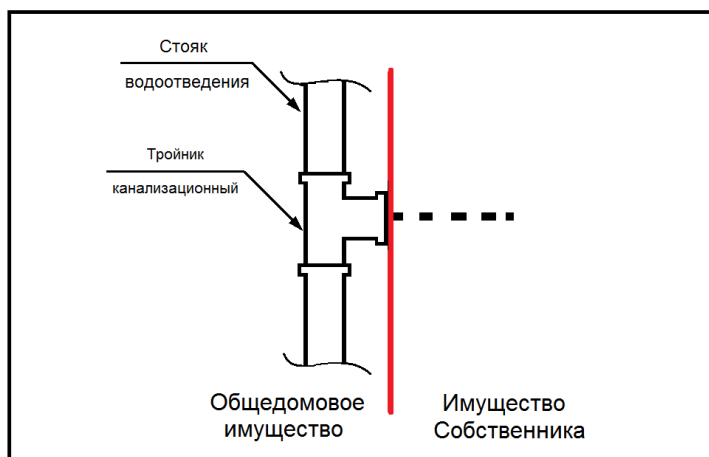 Стояк
водоотведения
Тройник
канализационный
Общедомовое
имущество
Имущество
Собственника